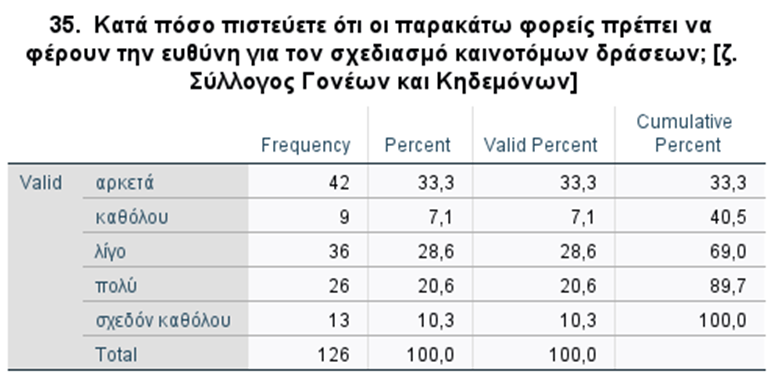 35. Κατά πόσο πιστεύετε ότι οι παρακάτω φορείς πρέπει να
φέρουν την ευθύνη για τον σχεδιασμό καινοτόμων δράσεων; [ζ.
Σύλλογος Γονέων και Κηδεμόνων]
Frequency Percent Valid Percent Cumulative Percent
Valid αρκετά 42 33,3 33,3 33,3
καθόλου 9 7,1 7,1 40,5
λίγο 36 28,6 28,6 69,0
πολύ 26 20,6 20,6 89,7
σχεδόν καθόλου 13 10,3 10,3 100,0
Total 126 100,0 100,0